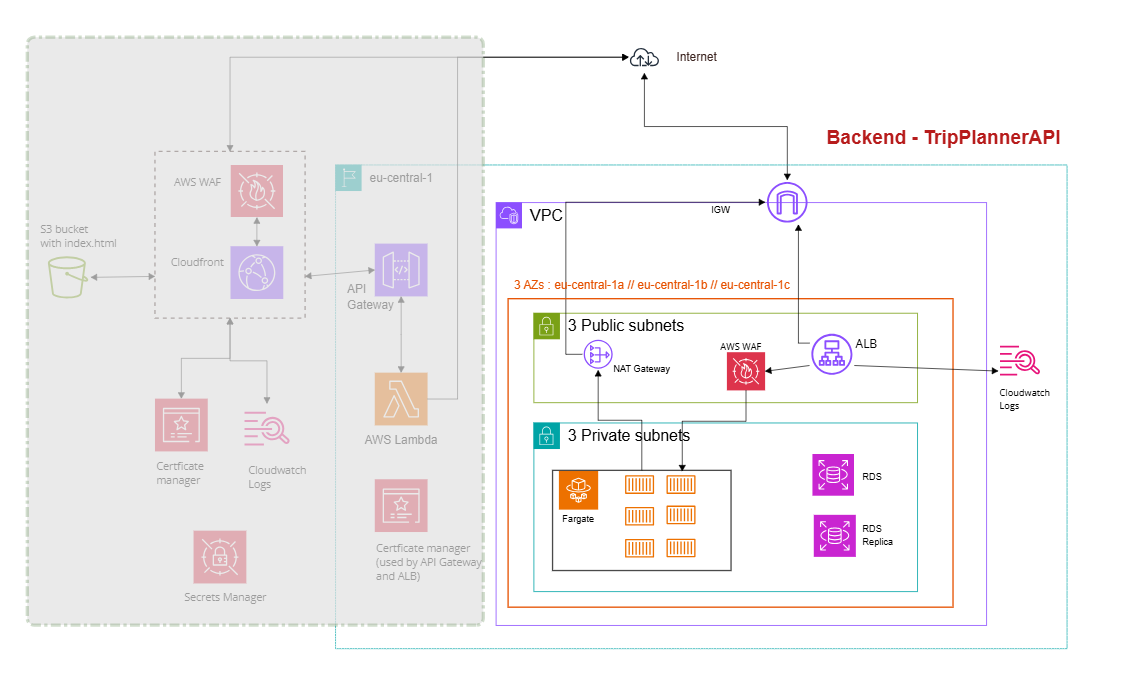 Internet
Backend - TripPlannerAPI
AWS WAF
eu-central-1
S3 bucket
with index.html
Cloudfront
API
Gateway
VPC
IGW
3 AZs : eu-central-1a // eu-central-1b // eu-central-1c
3 Public subnets
NAT Gateway
AWS WAF
ALB
Cloudwatch
Logs
AWS Lambda
3 Private subnets
Certficate
manager
Cloudwatch
Logs
Fargate
RDS
RDS
Replica
Certficate manager
(used by API Gateway
and ALB)
Secrets Manager